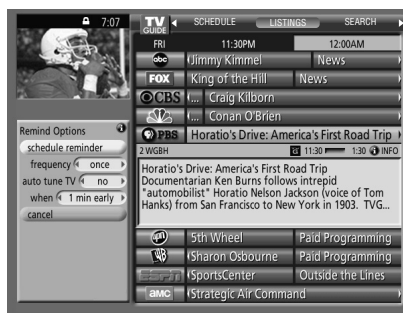 7:07
TV GUIDE SCHEDULE LISTINGS SEARCH
FRI 11:30PM 12:00AM
abc Jimmy Kimmel News
FOX King of the Hill News
CBS ... Craig Kilborn
... Conan O'Brien
PBS Horatio's Drive: America's First Road Trip
2 WGBH 11:30 1:30 INFO
Horatio's Drive: America's First Road Trip
Documentarian Ken Burns follows intrepid
"automobilist" Horatio Nelson Jackson (voice of Tom
Hanks) from San Francisco to New York in 1903. TVG...
Remind Options
schedule reminder
frequency once
auto tune TV no
when 1 min early
cancel
upn 5th Wheel Paid Programming
WB Sharon Osbourne Paid Programming
ESPN SportsCenter Outside the Lines
amc Strategic Air Command